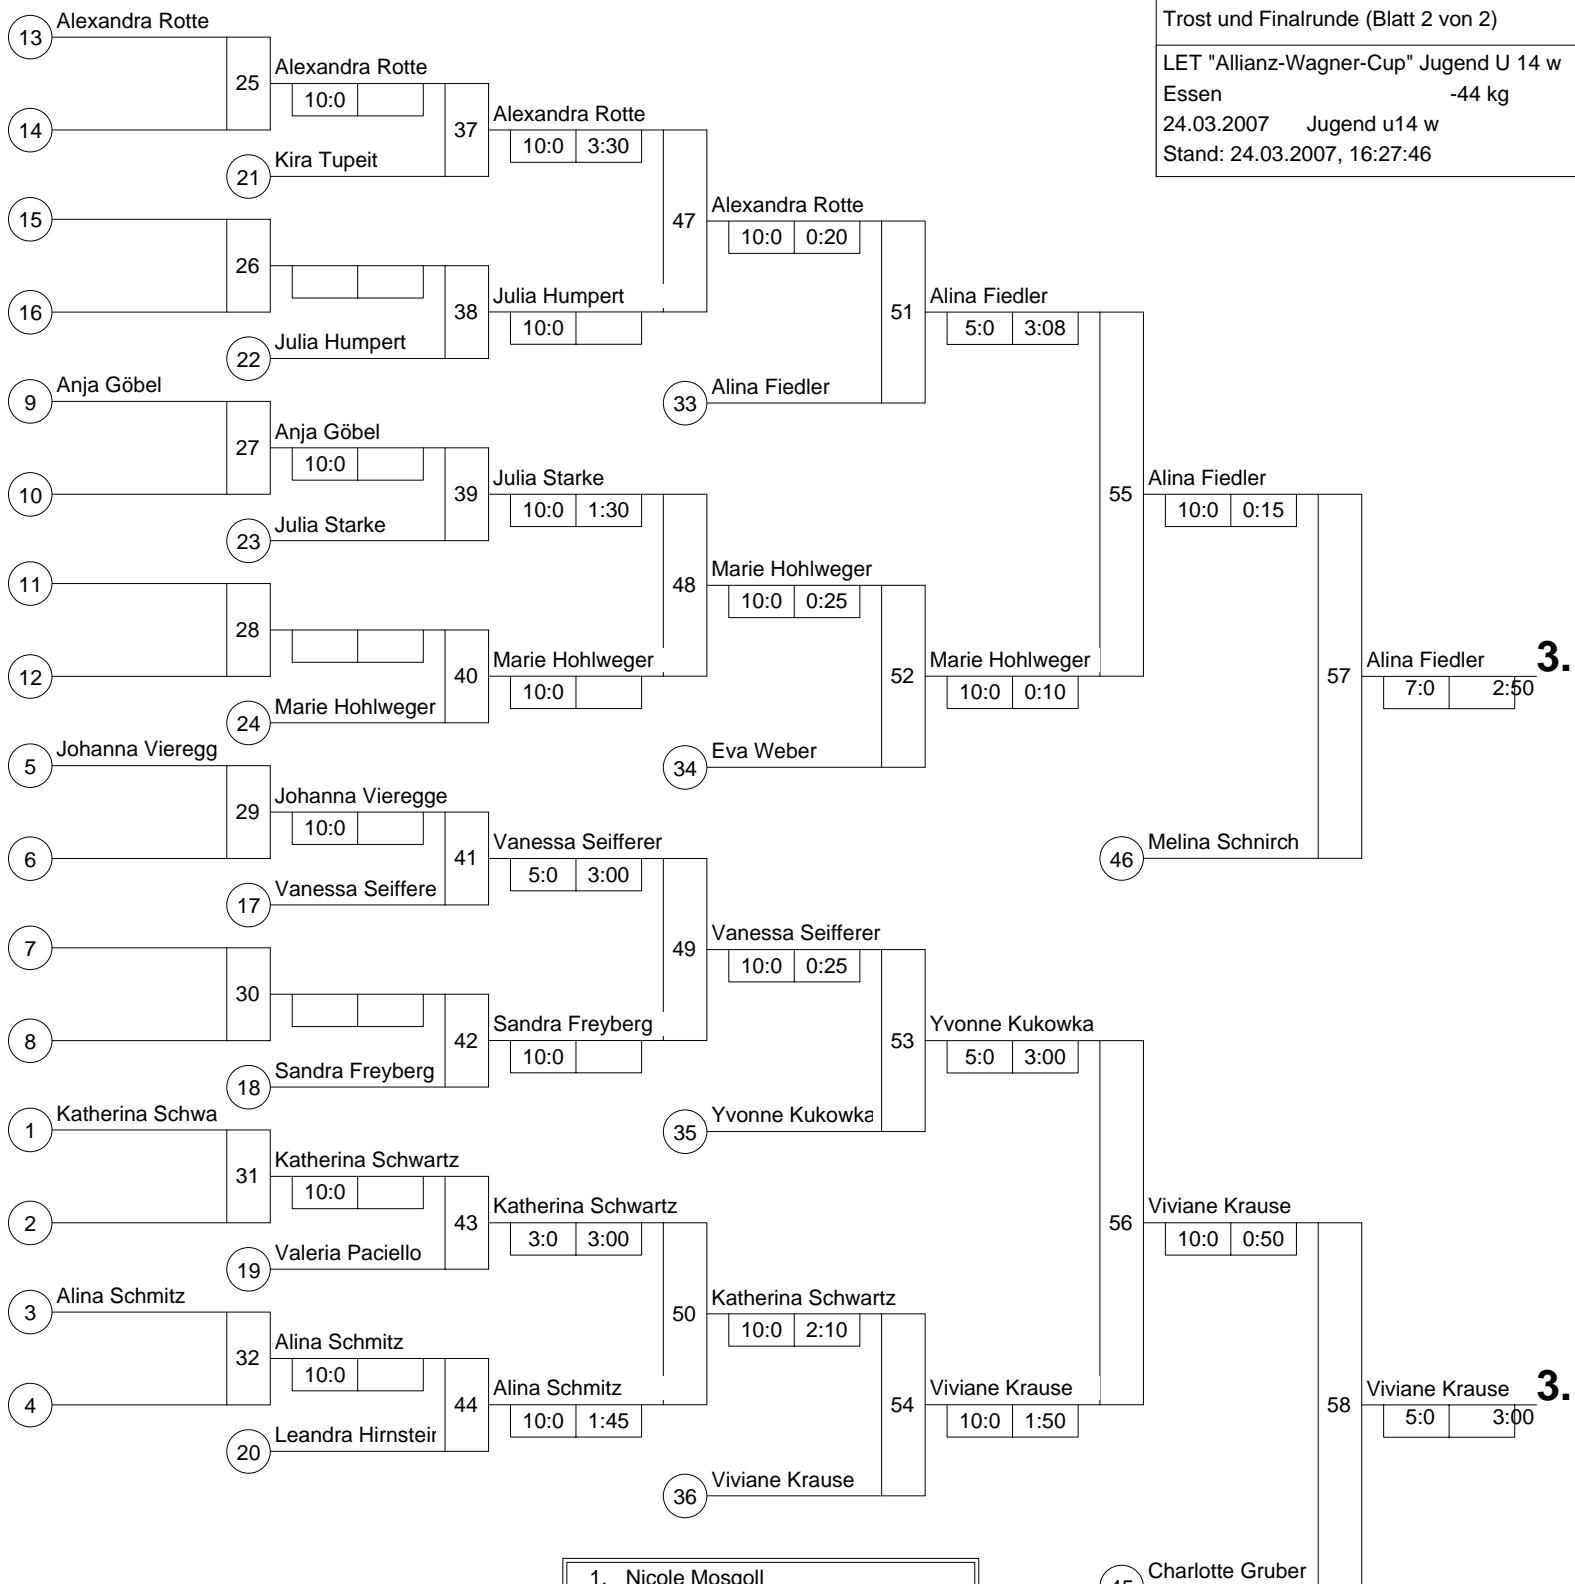 Trost und Finalrunde (Blatt 2 von 2)
LET "Allianz-Wagner-Cup" Jugend U 14 w
Essen -44 kg
24.03.2007 Jugend u14 w
Stand: 24.03.2007, 16:27:46
13 Alexandra Rotte
25
Alexandra Rotte
10:0
14
37
Alexandra Rotte
10:0 3:30
21 Kira Tupeit
15
47
Alexandra Rotte
10:0 0:20
26
16
38
Julia Humpert
10:0
22 Julia Humpert
51
Alina Fiedler
5:0 3:08
33 Alina Fiedler
9 Anja Göbel
27
Anja Göbel
10:0
10
39
Julia Starke
10:0 1:30
23 Julia Starke
55
Alina Fiedler
10:0 0:15
11
48
Marie Hohlweger
10:0 0:25
28
12
40
Marie Hohlweger
10:0
24 Marie Hohlweger
52
Marie Hohlweger
10:0 0:10
34 Eva Weber
57
Alina Fiedler 3.
7:0 2:50
46 Melina Schnirch
5 Johanna Vieregg
29
Johanna Vieregge
10:0
6
41
Vanessa Seifferer
5:0 3:00
17 Vanessa Seiffere
7
49
Vanessa Seifferer
10:0 0:25
30
8
42
Sandra Freyberg
10:0
18 Sandra Freyberg
53
Yvonne Kukowka
5:0 3:00
35 Yvonne Kukowka
1 Katherina Schwa
31
Katherina Schwartz
10:0
2
43
Katherina Schwartz
3:0 3:00
19 Valeria Paciello
56
Viviane Krause
10:0 0:50
3 Alina Schmitz
50
Katherina Schwartz
10:0 2:10
32
Alina Schmitz
10:0
4
44
Alina Schmitz
10:0 1:45
20 Leandra Hirnstein
54
Viviane Krause
10:0 1:50
36 Viviane Krause
58
Viviane Krause 3.
5:0 3:00
45 Charlotte Gruber
1. Nicole Mosgoll